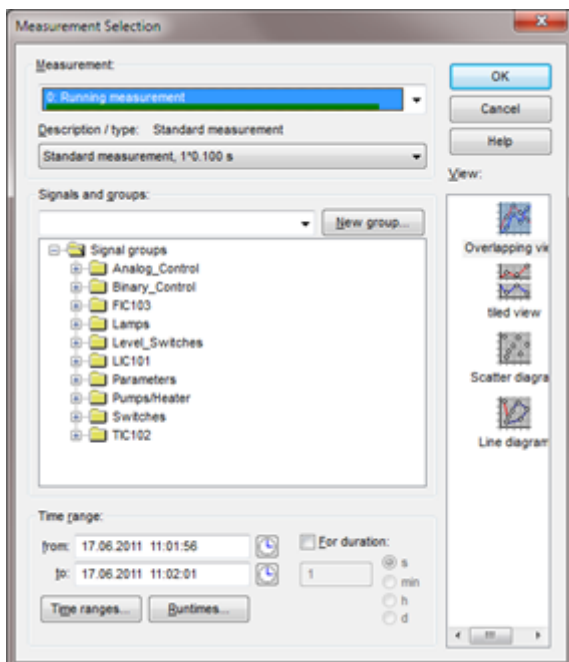 Measurement Selection
Measurement:
0: Running measurement
Description / type: Standard measurement
Standard measurement, 1*0.100 s
Signals and groups:
New group...
Signal groups
Analog_Control
Binary_Control
FIC103
Lamps
Level_Switches
LIC101
Parameters
Pumps/Heater
Switches
TIC102
Time range:
from: 17.06.2011 11:01:56
to: 17.06.2011 11:02:01
For duration:
1
s
min
h
d
Time ranges...
Runtimes...
OK
Cancel
Help
View:
Overlapping vie
tiled view
Scatter diagra
Line diagram